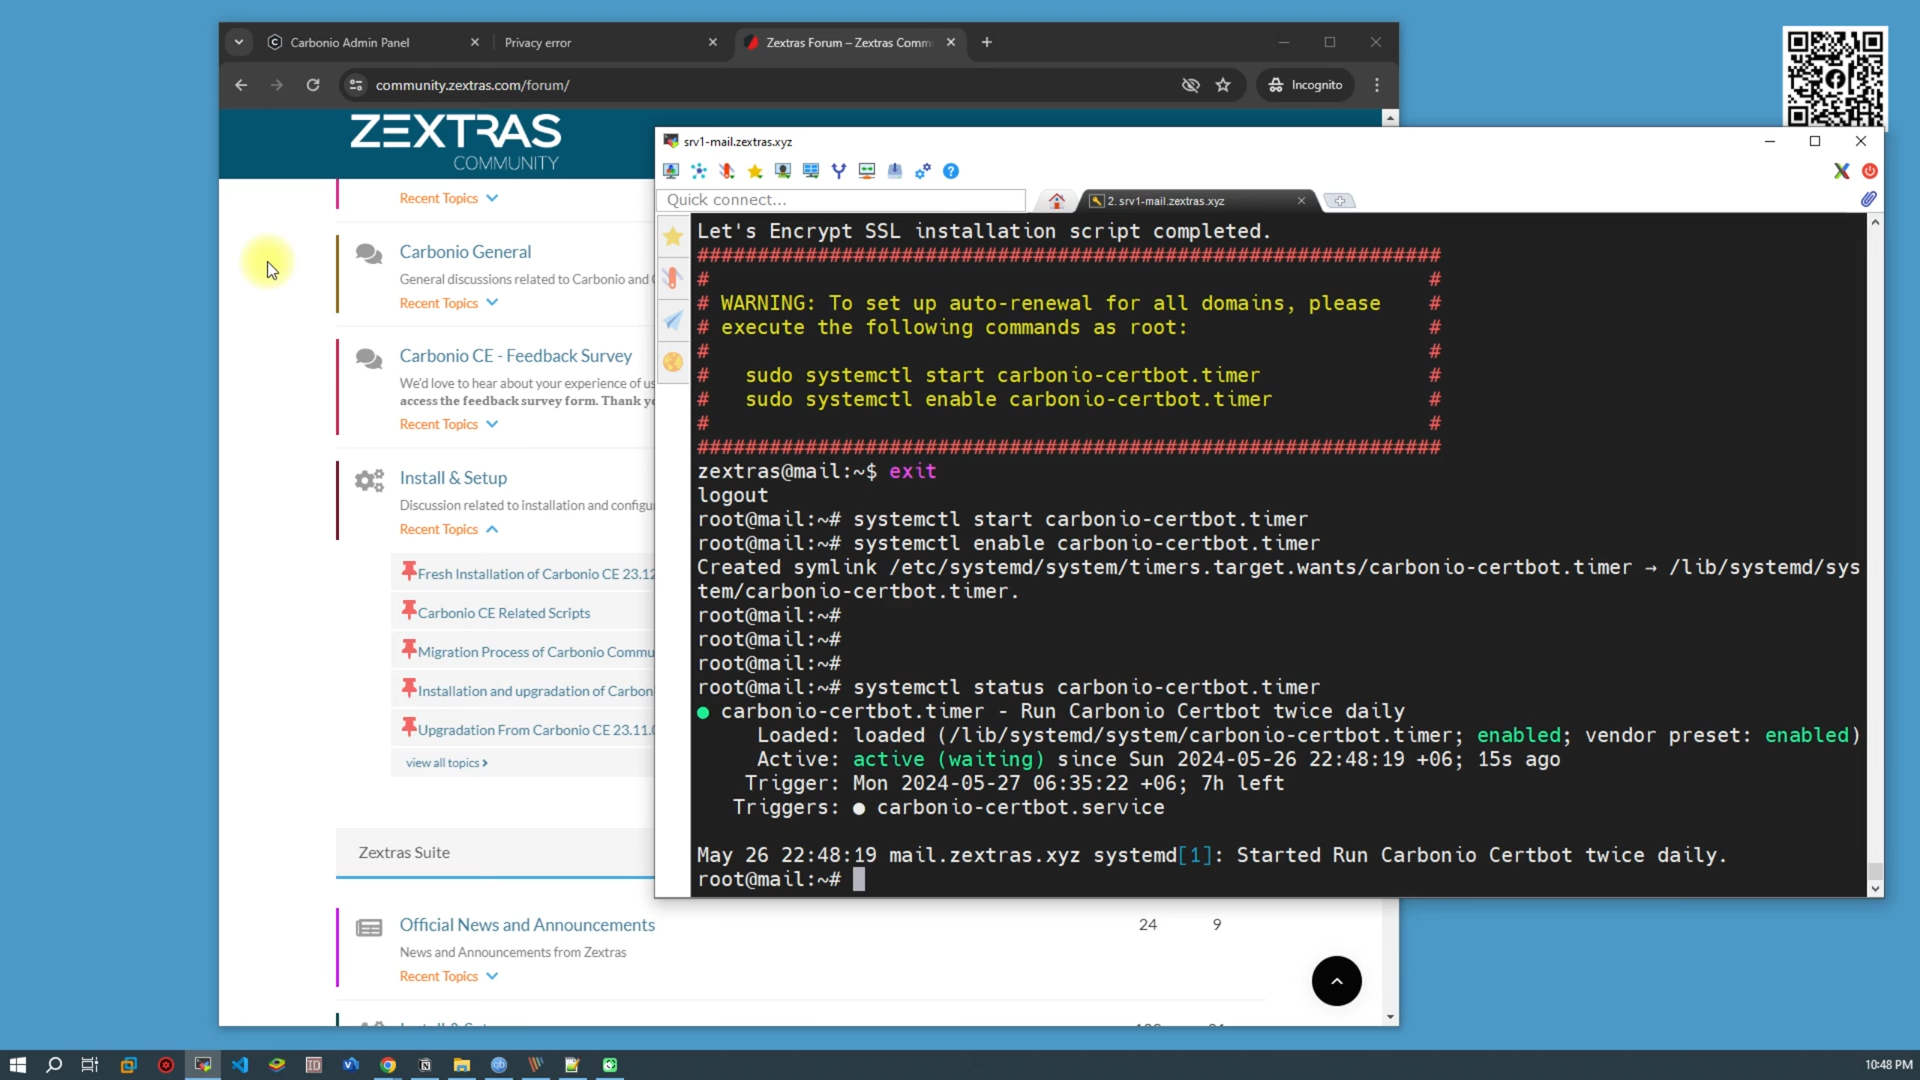 Carbonio Admin Panel
Privacy error
Zextras Forum – Zextras Comm
community.zextras.com/forum/
Incognito
ZEXTRAS
COMMUNITY
Recent Topics
Carbonio General
General discussions related to Carbonio and
Recent Topics
Carbonio CE - Feedback Survey
We'd love to hear about your experience of us
access the feedback survey form. Thank yo
Recent Topics
Install & Setup
Discussion related to installation and configu
Recent Topics
Fresh Installation of Carbonio CE 23.12
Carbonio CE Related Scripts
Migration Process of Carbonio Commu
Installation and upgradation of Carbon
Upgradation From Carbonio CE 23.11.
view all topics
Zextras Suite
Official News and Announcements
24
9
News and Announcements from Zextras
Recent Topics
srv1-mail.zextras.xyz
Quick connect...
2. srv1-mail.zextras.xyz
Let's Encrypt SSL installation script completed.
##############################################################
# #
# WARNING: To set up auto-renewal for all domains, please #
# execute the following commands as root: #
# #
# sudo systemctl start carbonio-certbot.timer #
# sudo systemctl enable carbonio-certbot.timer #
# #
##############################################################
zextras@mail:~$ exit
logout
root@mail:~# systemctl start carbonio-certbot.timer
root@mail:~# systemctl enable carbonio-certbot.timer
Created symlink /etc/systemd/system/timers.target.wants/carbonio-certbot.timer → /lib/systemd/sys
tem/carbonio-certbot.timer.
root@mail:~#
root@mail:~#
root@mail:~#
root@mail:~# systemctl status carbonio-certbot.timer
● carbonio-certbot.timer - Run Carbonio Certbot twice daily
Loaded: loaded (/lib/systemd/system/carbonio-certbot.timer; enabled; vendor preset: enabled)
Active: active (waiting) since Sun 2024-05-26 22:48:19 +06; 15s ago
Trigger: Mon 2024-05-27 06:35:22 +06; 7h left
Triggers: ● carbonio-certbot.service
May 26 22:48:19 mail.zextras.xyz systemd[1]: Started Run Carbonio Certbot twice daily.
root@mail:~#
10:48 PM